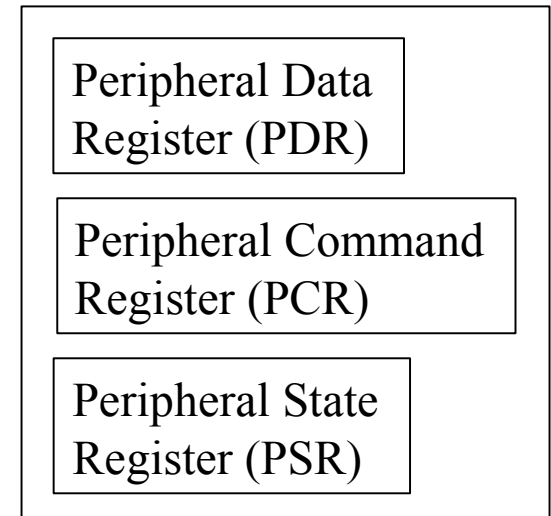 Peripheral Data
Register (PDR)
Peripheral Command
Register (PCR)
Peripheral State
Register (PSR)